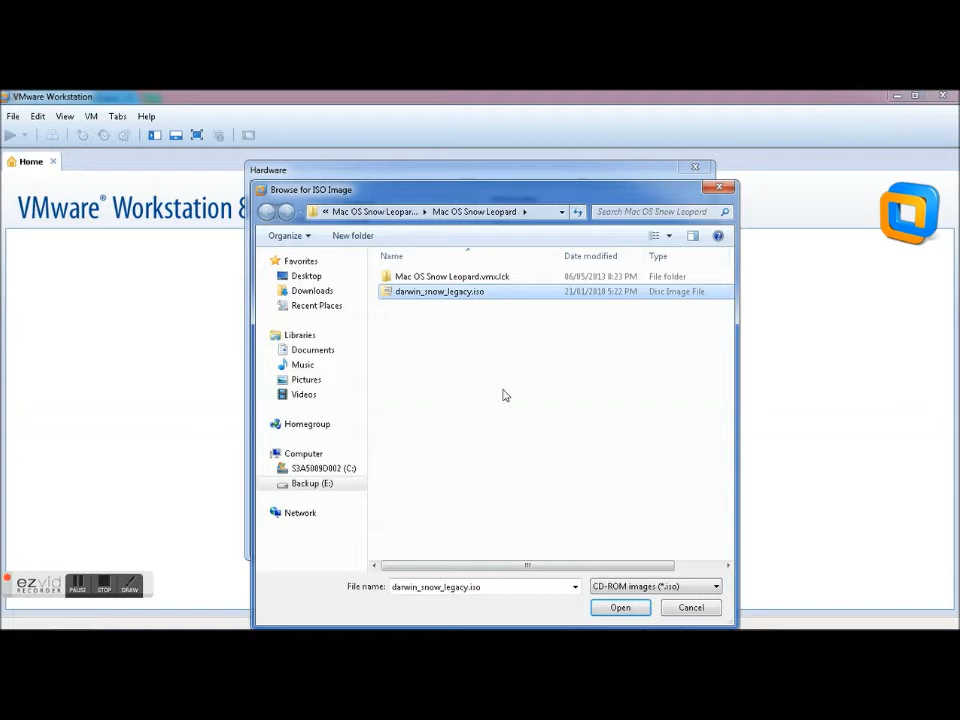 VMware Workstation
File Edit View VM Tabs Help
Home
VMware® Workstation 8
Hardware
Browse for ISO Image
« Mac OS Snow Leopar... Mac OS Snow Leopard
Search Mac OS Snow Leopard
Organize New folder
Name Date modified Type
Mac OS Snow Leopard.vmx.lck 06/05/2013 8:23 PM File folder
darwin_snow_legacy.iso 21/01/2010 5:22 PM Disc Image File
Favorites
Desktop
Downloads
Recent Places
Libraries
Documents
Music
Pictures
Videos
Homegroup
Computer
S3A5009D002 (C:)
Backup (E:)
Network
File name: darwin_snow_legacy.iso CD-ROM images (*.iso)
Open Cancel
ezvid
RECORDER
PAUSE STOP DRAW